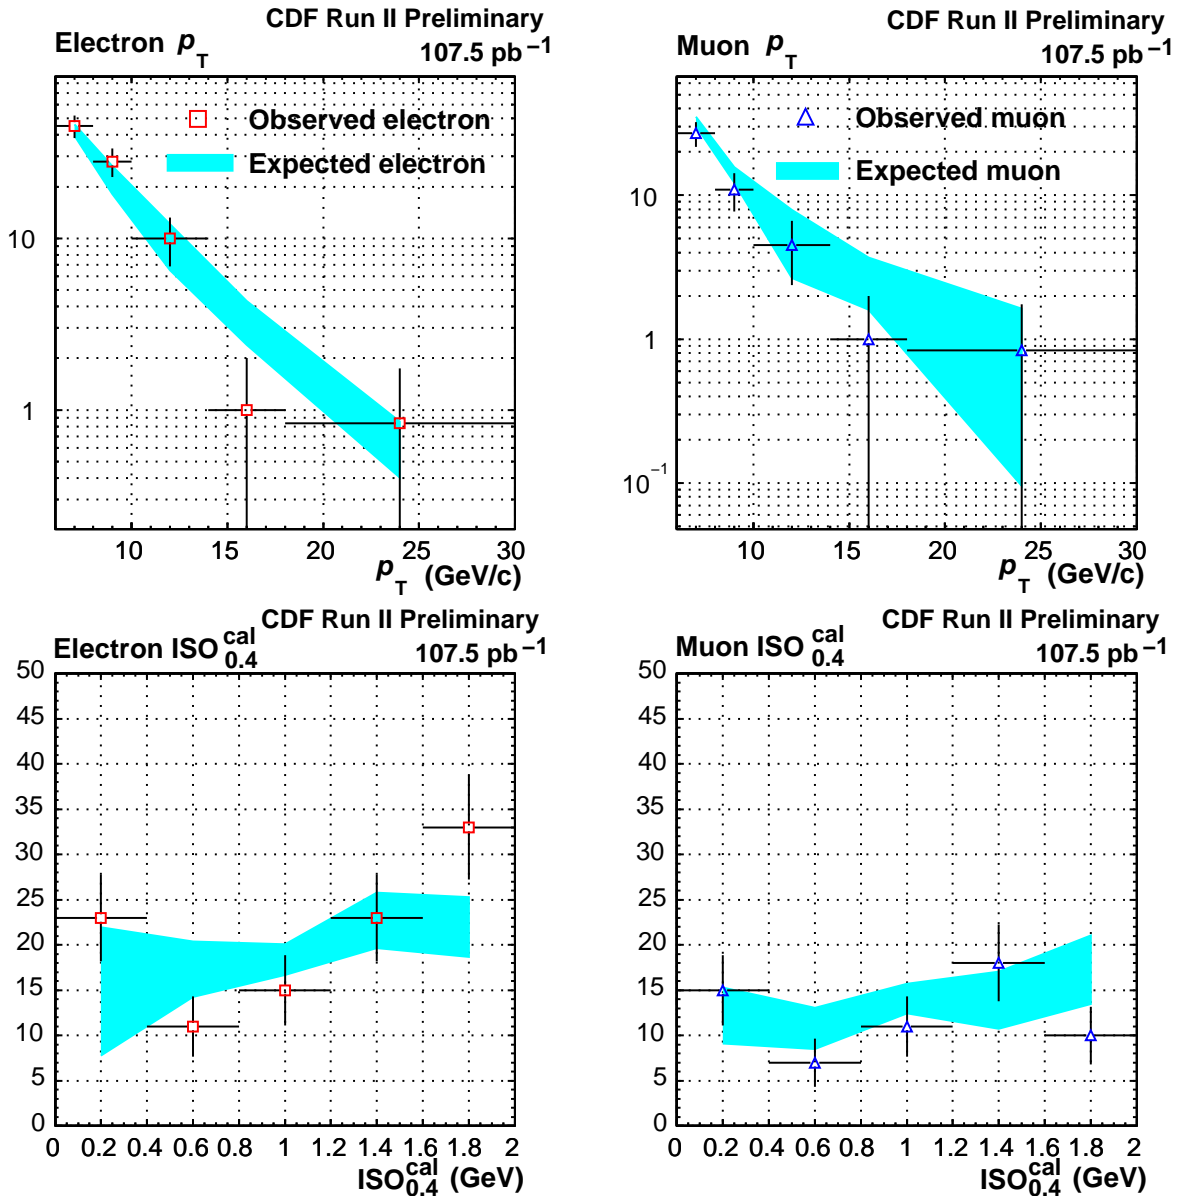 CDF Run II Preliminary
Electron p_T
107.5 pb^−1
Observed electron
Expected electron
10
1
10 15 20 25 30
p_T (GeV/c)
CDF Run II Preliminary
Muon p_T
107.5 pb^−1
Observed muon
Expected muon
10
1
10^−1
10 15 20 25 30
p_T (GeV/c)
CDF Run II Preliminary
Electron ISO^cal_0.4
107.5 pb^−1
50
45
40
35
30
25
20
15
10
5
0
0 0.2 0.4 0.6 0.8 1 1.2 1.4 1.6 1.8 2
ISO^cal_0.4 (GeV)
CDF Run II Preliminary
Muon ISO^cal_0.4
107.5 pb^−1
50
45
40
35
30
25
20
15
10
5
0
0 0.2 0.4 0.6 0.8 1 1.2 1.4 1.6 1.8 2
ISO^cal_0.4 (GeV)